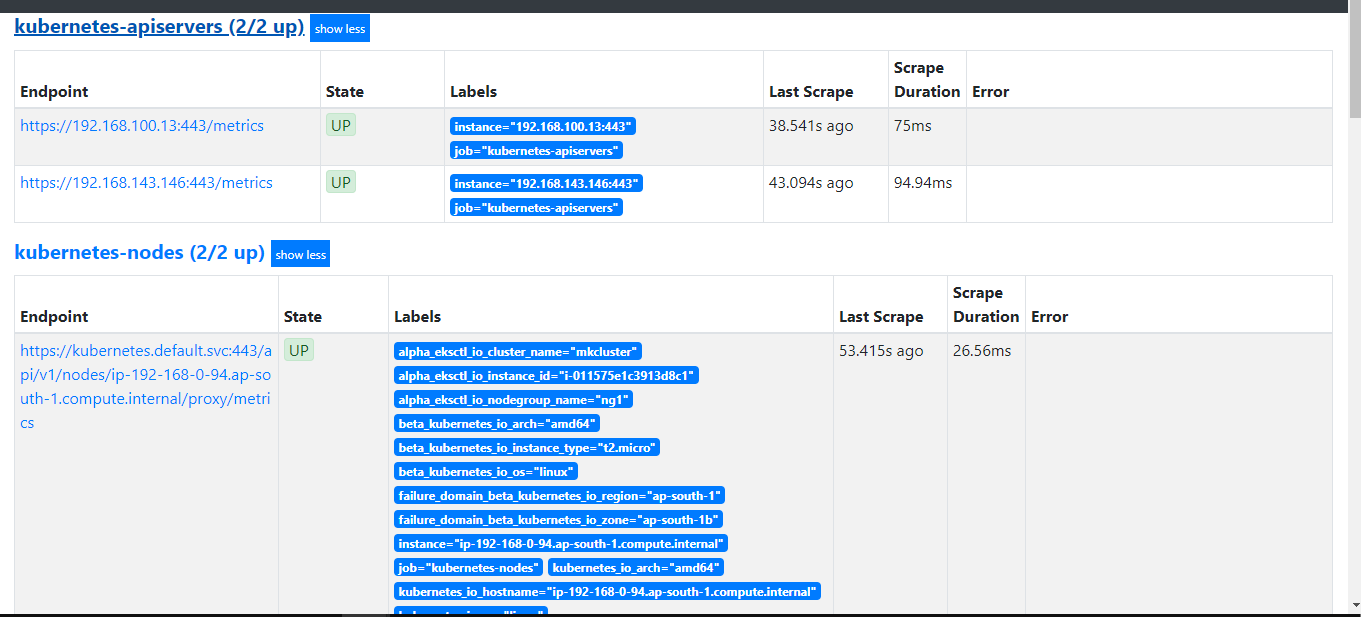 kubernetes-apiservers (2/2 up) show less
Endpoint State Labels Last Scrape Scrape Duration Error
https://192.168.100.13:443/metrics UP instance="192.168.100.13:443" 38.541s ago 75ms
job="kubernetes-apiservers"
https://192.168.143.146:443/metrics UP instance="192.168.143.146:443" 43.094s ago 94.94ms
job="kubernetes-apiservers"
kubernetes-nodes (2/2 up) show less
Endpoint State Labels Last Scrape Scrape Duration Error
https://kubernetes.default.svc:443/a
pi/v1/nodes/ip-192-168-0-94.ap-so
uth-1.compute.internal/proxy/metri
cs
UP
alpha_eksctl_io_cluster_name="mkcluster"
alpha_eksctl_io_instance_id="i-011575e1c3913d8c1"
alpha_eksctl_io_nodegroup_name="ng1"
beta_kubernetes_io_arch="amd64"
beta_kubernetes_io_instance_type="t2.micro"
beta_kubernetes_io_os="linux"
failure_domain_beta_kubernetes_io_region="ap-south-1"
failure_domain_beta_kubernetes_io_zone="ap-south-1b"
instance="ip-192-168-0-94.ap-south-1.compute.internal"
job="kubernetes-nodes" kubernetes_io_arch="amd64"
kubernetes_io_hostname="ip-192-168-0-94.ap-south-1.compute.internal"
53.415s ago
26.56ms